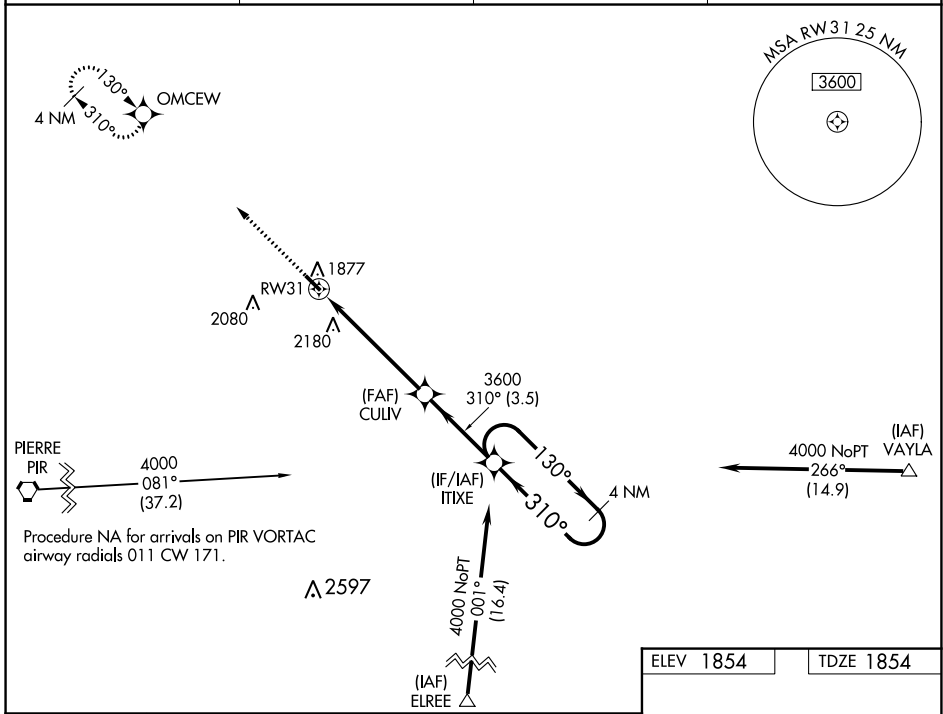 MSA RW31 25 NM
3600
130°
310°
4 NM
OMCEW
1877
RW31
2080
2180
3600
310° (3.5)
(FAF)
CULIV
PIERRE
PIR
4000
081°
(37.2)
(IF/IAF)
ITIXE
130°
310°
4 NM
4000 NoPT
266°
(14.9)
(IAF)
VAYLA
Procedure NA for arrivals on PIR VORTAC
airway radials 011 CW 171.
2597
4000 NoPT
001°
(16.4)
(IAF)
ELREE
ELEV 1854
TDZE 1854